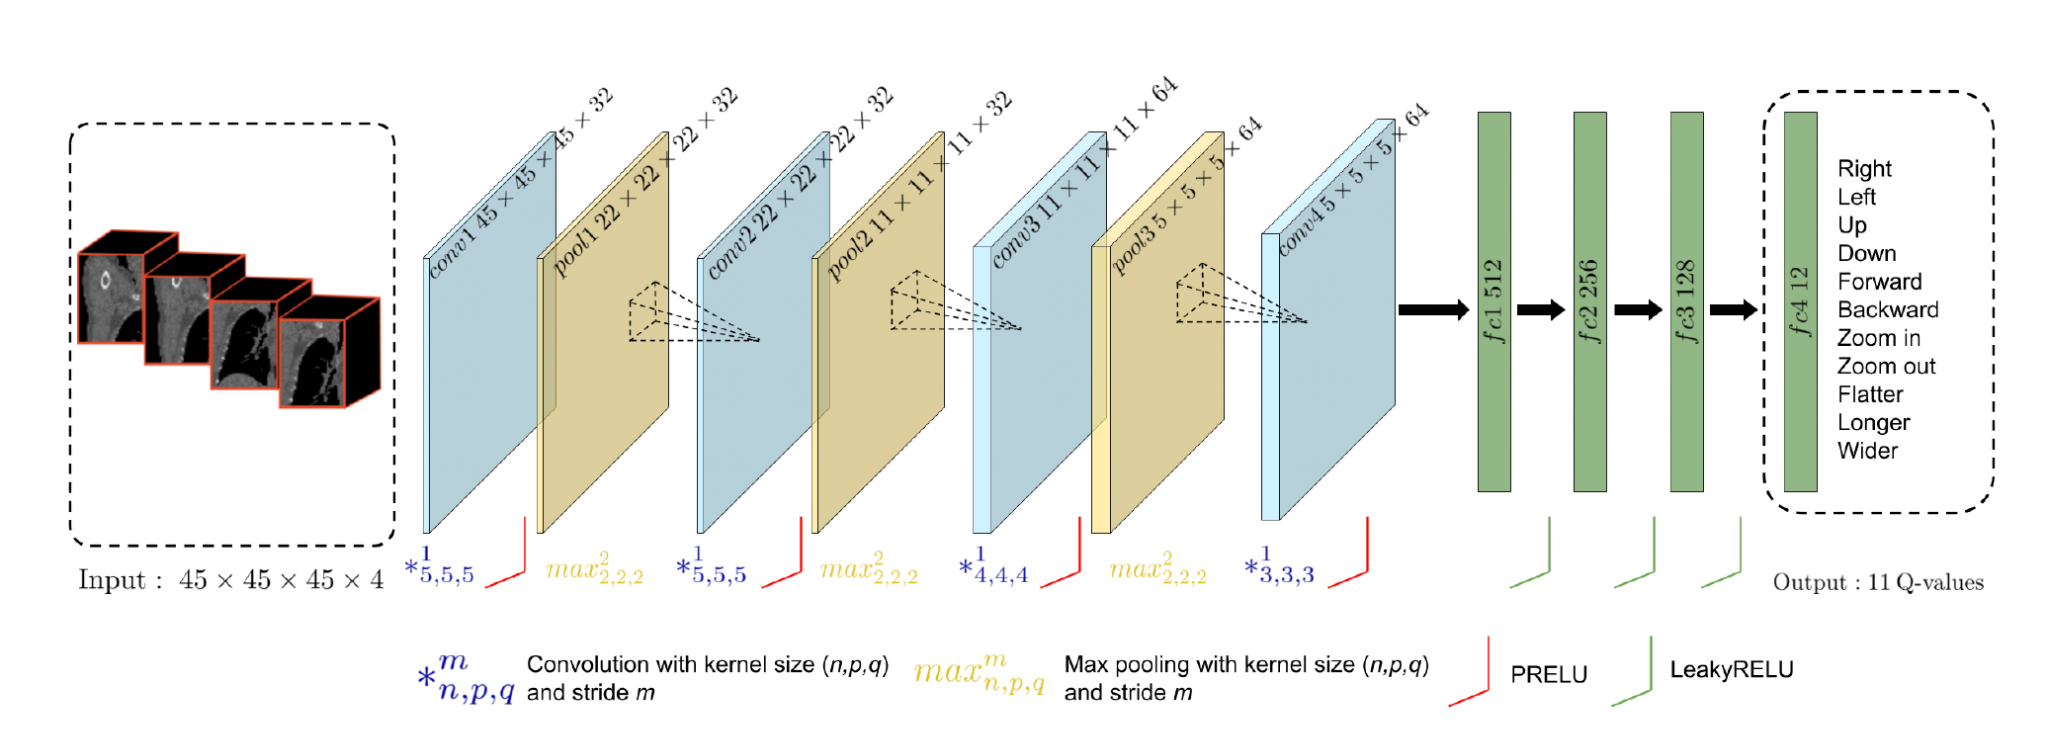 conv1 45 × 45 × 45 × 32
pool1 22 × 22 × 22 × 32
conv2 22 × 22 × 22 × 32
pool2 11 × 11 × 11 × 32
conv3 11 × 11 × 11 × 64
pool3 5 × 5 × 5 × 64
conv4 5 × 5 × 5 × 64
fc1 512
fc2 256
fc3 128
fc4 12
Right
Left
Up
Down
Forward
Backward
Zoom in
Zoom out
Flatter
Longer
Wider
Input : 45 × 45 × 45 × 4
*¹₅,₅,₅
max²₂,₂,₂
*¹₅,₅,₅
max²₂,₂,₂
*¹₄,₄,₄
max²₂,₂,₂
*¹₃,₃,₃
Output : 11 Q-values
*ᵐn,p,q
Convolution with kernel size (n,p,q)
and stride m
maxᵐn,p,q
Max pooling with kernel size (n,p,q)
and stride m
PRELU
LeakyRELU